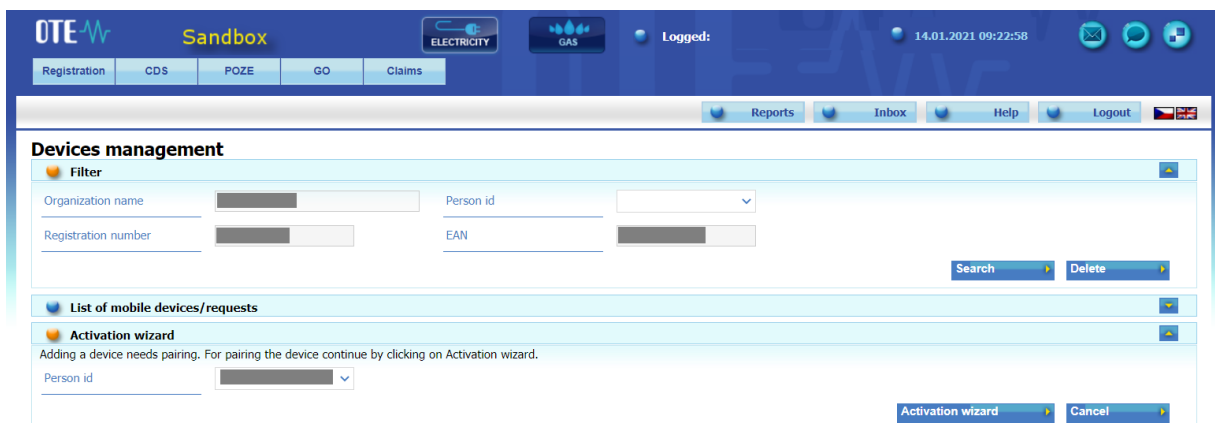 OTE Sandbox ELECTRICITY GAS Logged: 14.01.2021 09:22:58
Registration CDS POZE GO Claims
Reports Inbox Help Logout
Devices management
Filter
Organization name Person id
Registration number EAN
Search Delete
List of mobile devices/requests
Activation wizard
Adding a device needs pairing. For pairing the device continue by clicking on Activation wizard.
Person id
Activation wizard Cancel